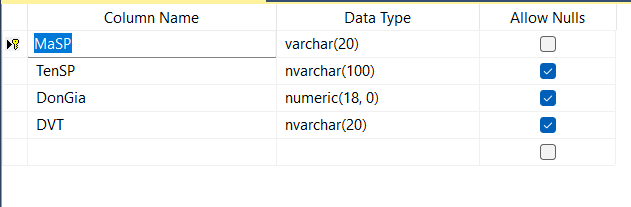 Column Name Data Type Allow Nulls
MaSP varchar(20)
TenSP nvarchar(100)
DonGia numeric(18, 0)
DVT nvarchar(20)